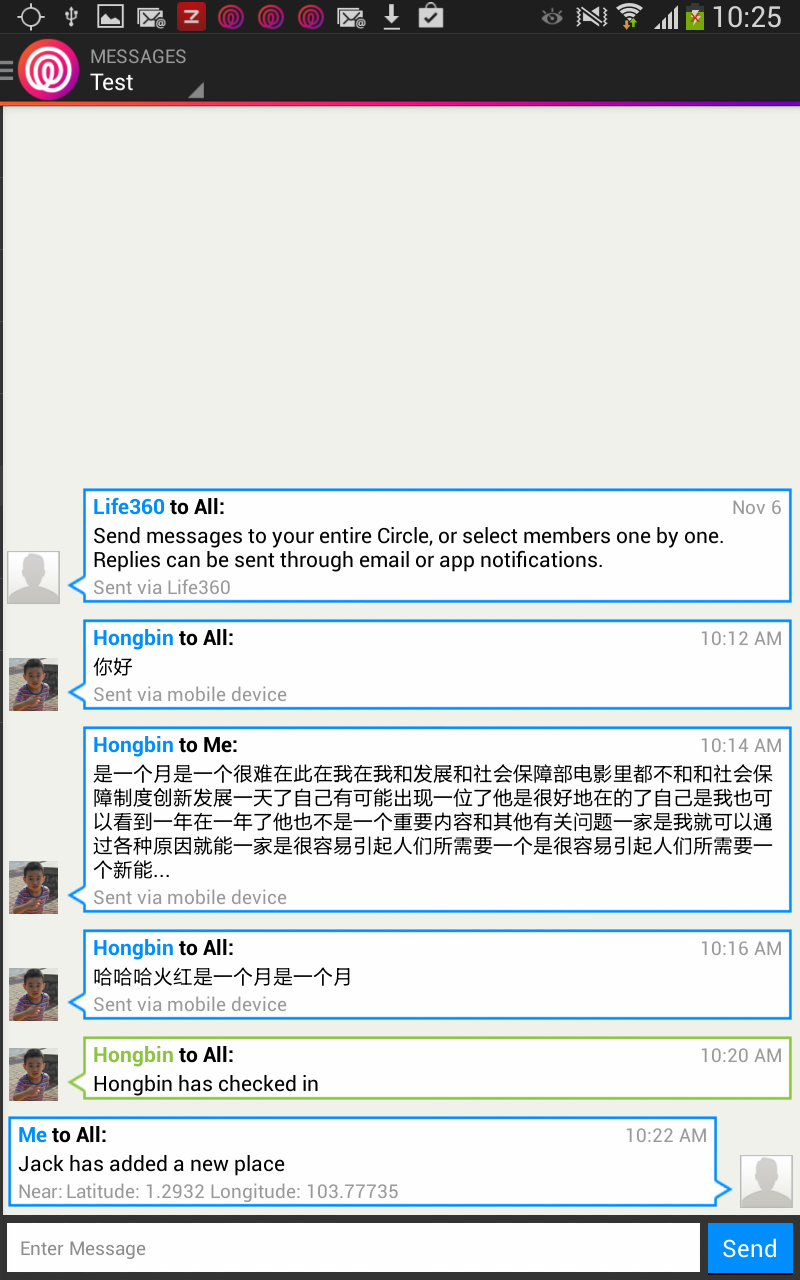 10:25
MESSAGES
Test
Life360 to All:
Nov 6
Send messages to your entire Circle, or select members one by one.
Replies can be sent through email or app notifications.
Sent via Life360
Hongbin to All:
10:12 AM
你好
Sent via mobile device
Hongbin to Me:
10:14 AM
是一个月是一个很难在此在我在我和发展和社会保障部电影里都不和和社会保
障制度创新发展一天了自己有可能出现一位了他是很好地在的了自己是我也可
以看到一年在一年了他也不是一个重要内容和其他有关问题一家是我就可以通
过各种原因就能一家是很容易引起人们所需要一个是很容易引起人们所需要一
个新能...
Sent via mobile device
Hongbin to All:
10:16 AM
哈哈哈火红是一个月是一个月
Sent via mobile device
Hongbin to All:
10:20 AM
Hongbin has checked in
Me to All:
10:22 AM
Jack has added a new place
Near: Latitude: 1.2932 Longitude: 103.77735
Enter Message
Send